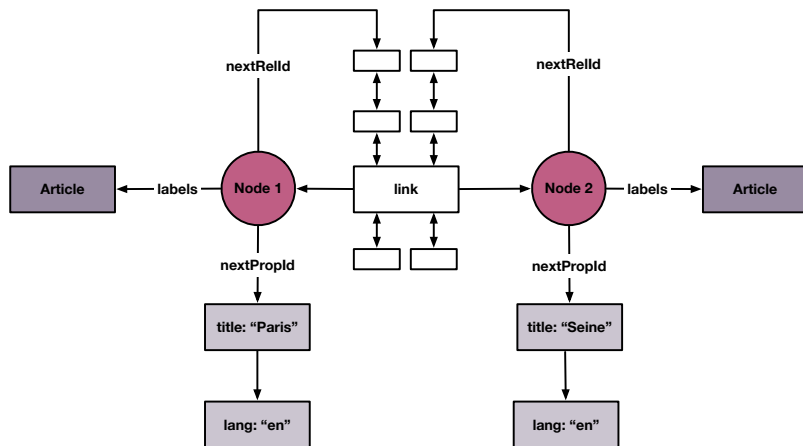 nextRelId
nextRelId
Article
labels
Node 1
link
Node 2
labels
Article
nextPropId
nextPropId
title: “Paris”
title: “Seine”
lang: “en”
lang: “en”